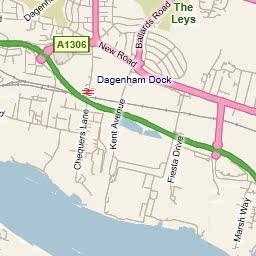 The
Leys
Dagenham
A1306
New Road
Ballards Road
Dagenham Dock
Chequers Lane
Kent Avenue
Fiesta Drive
Marsh Way